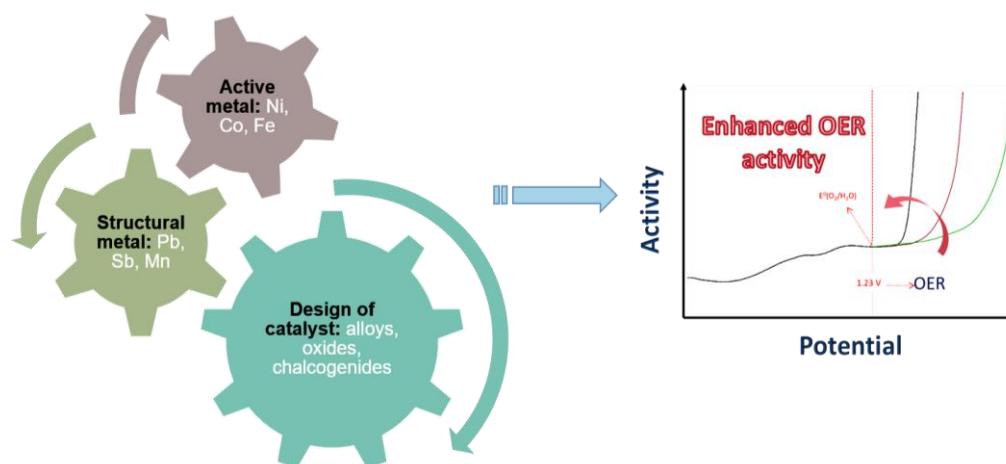 Active
metal: Ni,
Co, Fe
Structural
metal: Pb,
Sb, Mn
Design of
catalyst: alloys,
oxides,
chalcogenides
Enhanced OER
activity
E⁰(O₂/H₂O)
1.23 V
OER
Activity
Potential